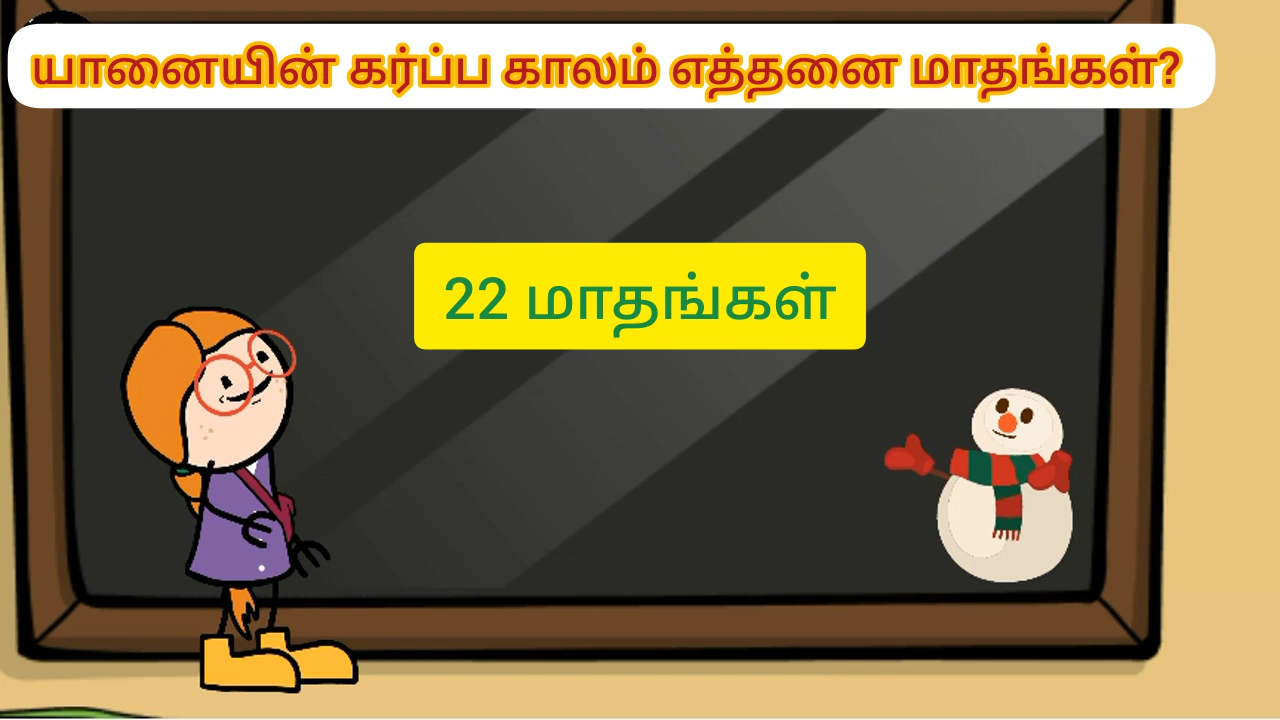 யானையின் கர்ப்ப காலம் எத்தனை மாதங்கள்?
22 மாதங்கள்